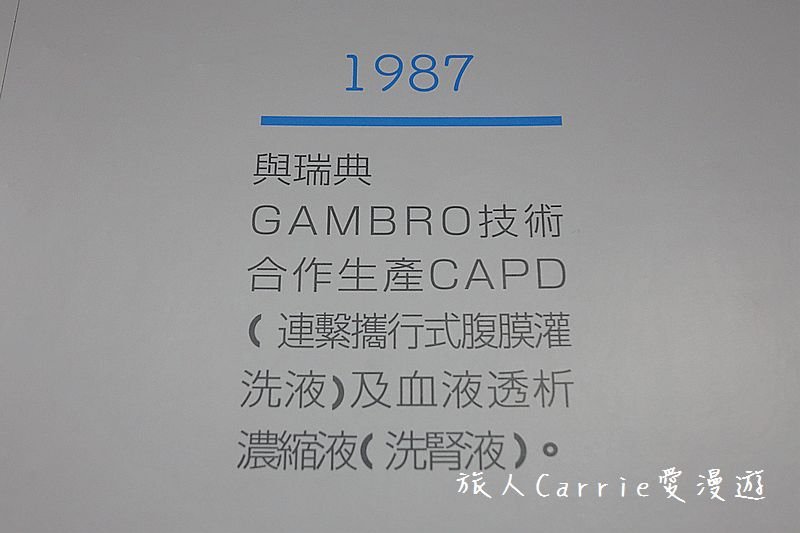 1987
與瑞典
GAMBRO技術
合作生產CAPD
(連繫攜行式腹膜灌
洗液)及血液透析
濃縮液(洗腎液)。
旅人Carrie愛漫遊